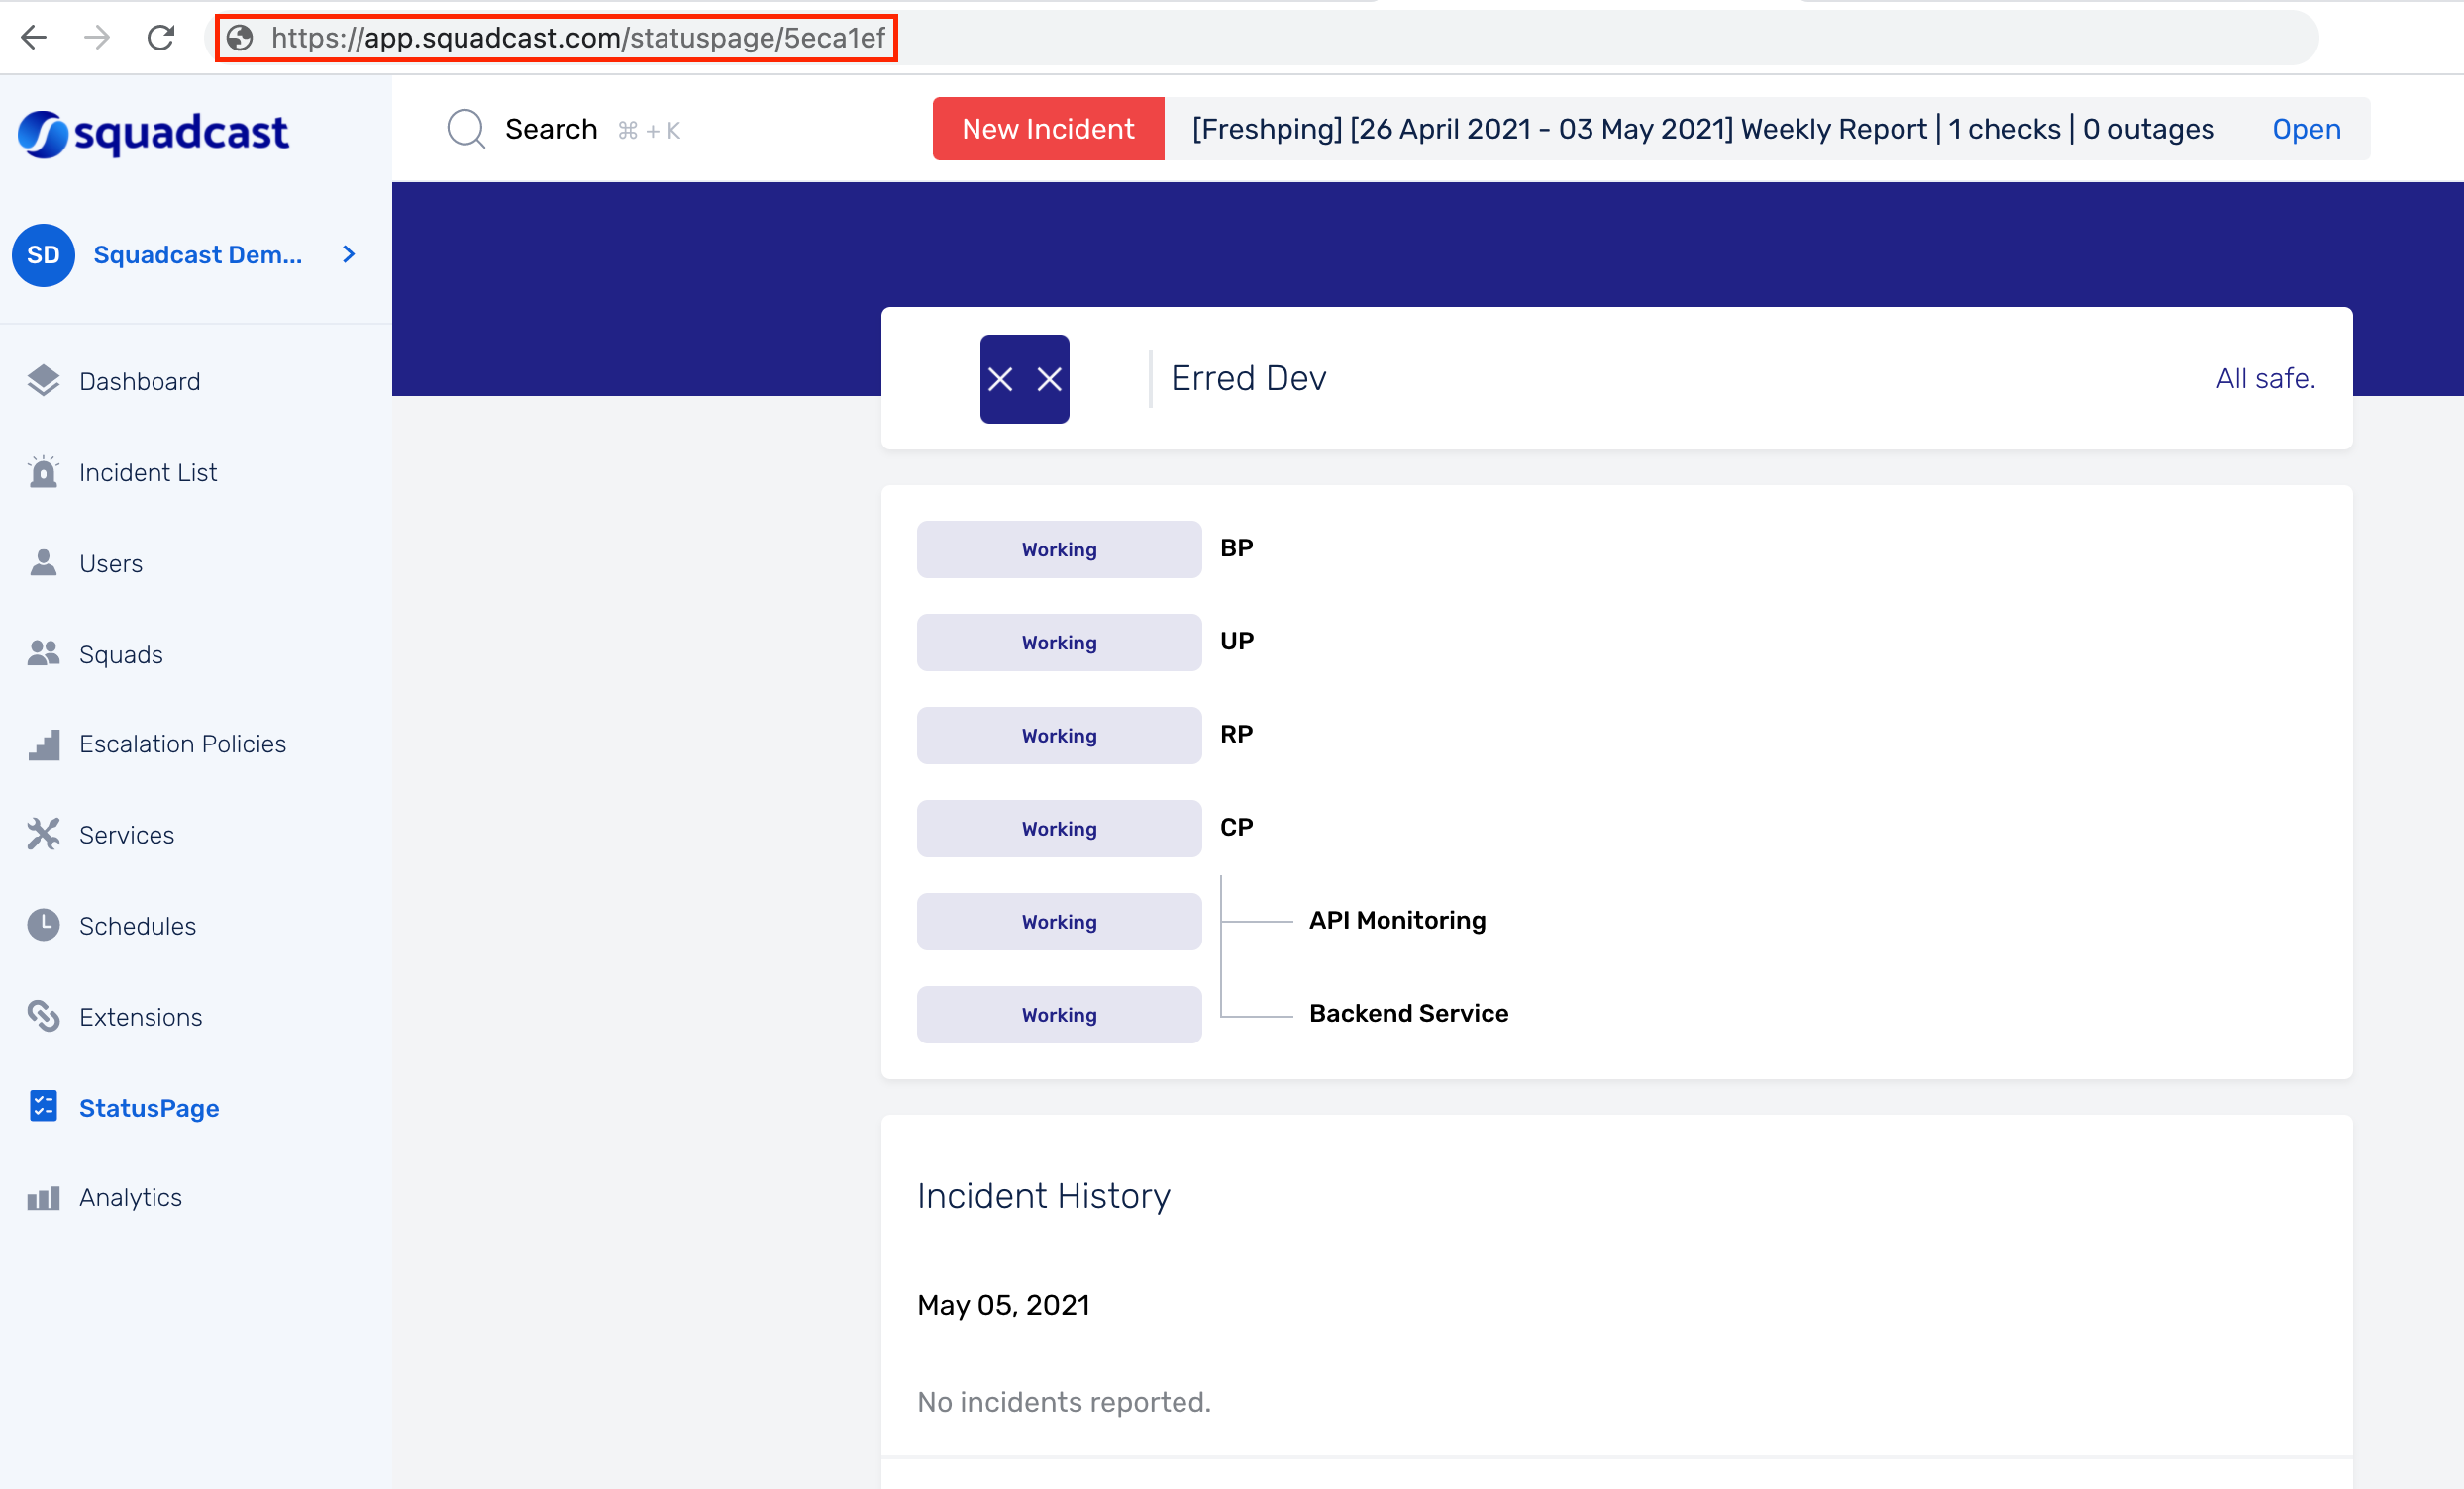 https://app.squadcast.com/statuspage/5eca1ef
squadcast
Search ⌘ + K
New Incident
[Freshping] [26 April 2021 - 03 May 2021] Weekly Report | 1 checks | 0 outages
Open
SD
Squadcast Dem...
Dashboard
Incident List
Users
Squads
Escalation Policies
Services
Schedules
Extensions
StatusPage
Analytics
Erred Dev
All safe.
Working BP
Working UP
Working RP
Working CP
Working API Monitoring
Working Backend Service
Incident History
May 05, 2021
No incidents reported.